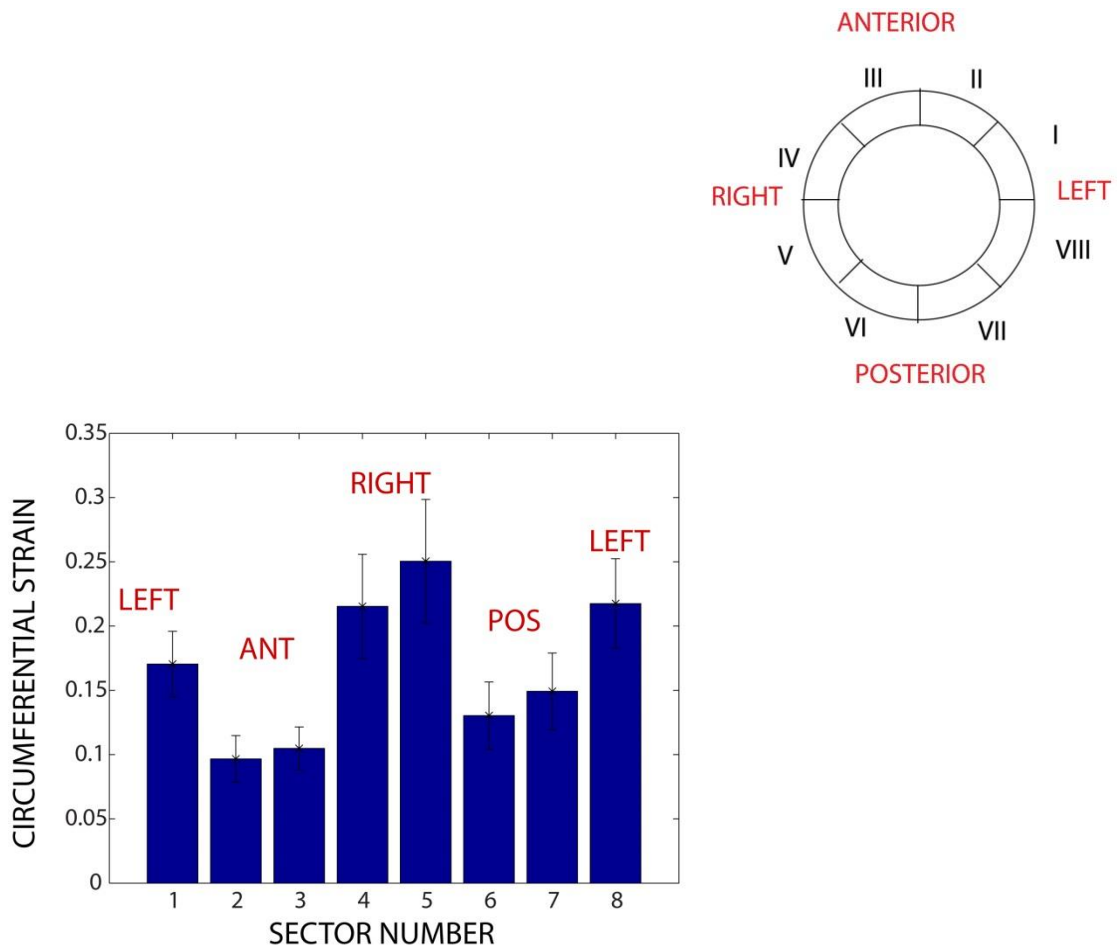 ANTERIOR
III II
IV I
RIGHT LEFT
V VIII
VI VII
POSTERIOR
0.35
0.3
0.25
0.2
0.15
0.1
0.05
0
CIRCUMFERENTIAL STRAIN
LEFT
ANT
RIGHT
POS
LEFT
1 2 3 4 5 6 7 8
SECTOR NUMBER